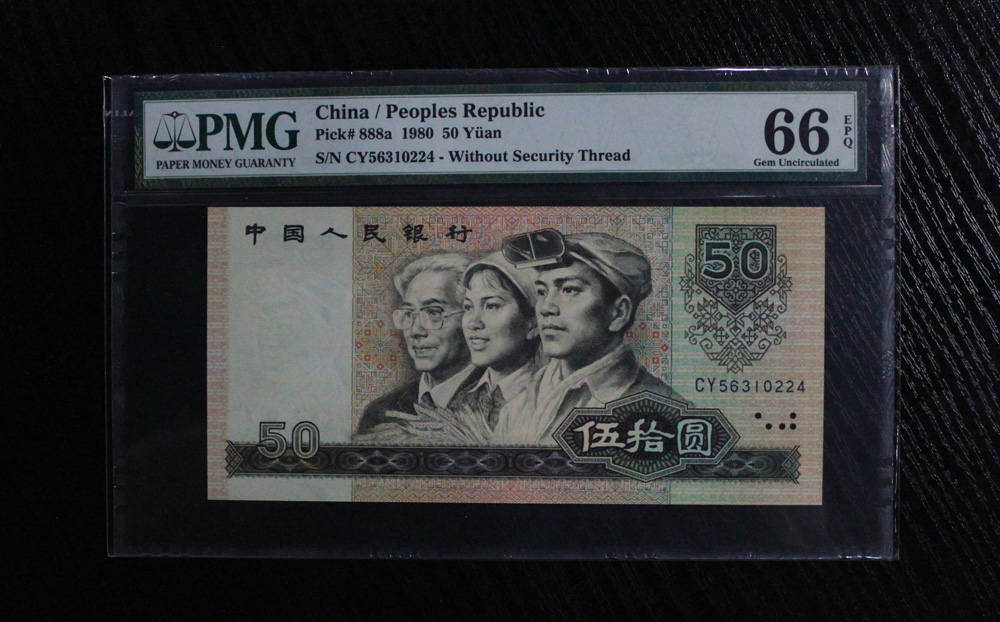 PMG
PAPER MONEY GUARANTY
China / Peoples Republic
Pick# 888a 1980 50 Yüan
S/N CY56310224 - Without Security Thread
66
EPQ
Gem Uncirculated
中国人民银行
50
CY56310224
50
伍拾圆